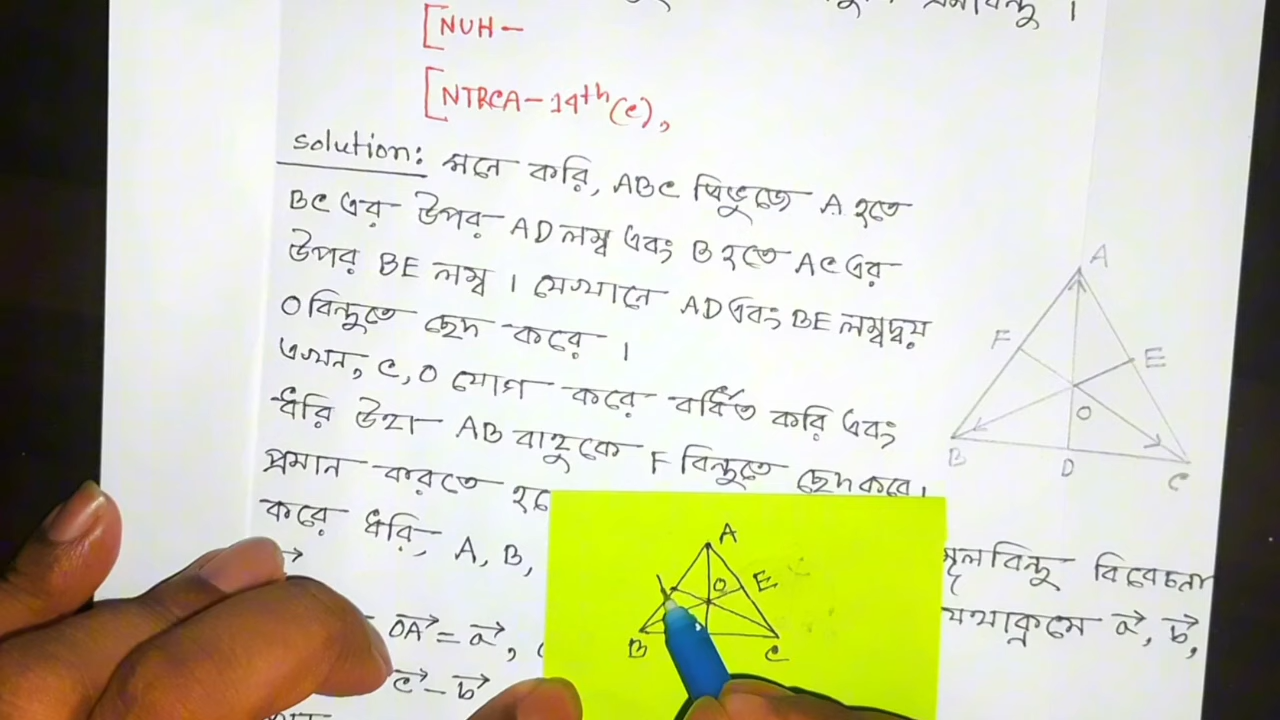 বিন্দু ।
[NUH-
[NTRCA-14th(C),
solution: মনে করি, ABC ত্রিভুজে A হতে
BC এর উপর AD লম্ব এবং B হতে AC এর
উপর BE লম্ব । যেখানে AD এবং BE লম্বদ্বয়
O বিন্দুতে ছেদ করে ।
এখন, C, O যোগ করে বর্ধিত করি এবং
ধরি উহা AB বাহুকে F বিন্দুতে ছেদ করে।
প্রমান করতে হবে
মূলবিন্দু বিবেচনা
করে ধরি, A, B,
যথাক্রমে a⃗, b⃗,
OA⃗ = a⃗,
c⃗ - b⃗
A
F
E
O
B
D
C
A
O
E
B
C